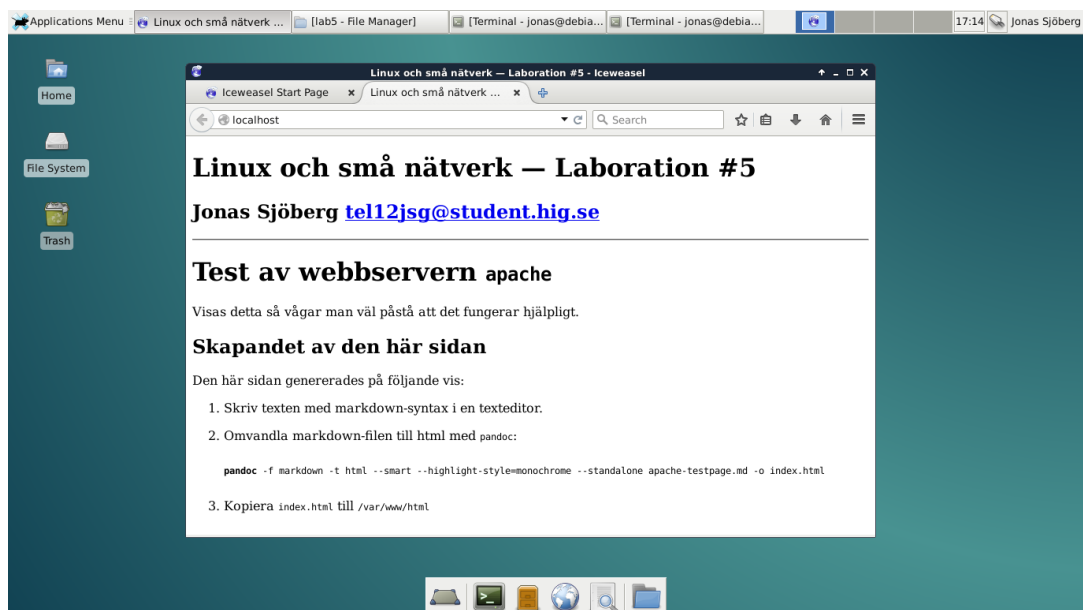 Applications Menu
Linux och små nätverk ...
[lab5 - File Manager]
[Terminal - jonas@debia...
[Terminal - jonas@debia...
17:14
Jonas Sjöberg
Home
File System
Trash
Linux och små nätverk — Laboration #5 - Iceweasel
Iceweasel Start Page
Linux och små nätverk ...
localhost
Search
Linux och små nätverk — Laboration #5
Jonas Sjöberg tel12jsg@student.hig.se
Test av webbservern apache
Visas detta så vågar man väl påstå att det fungerar hjälpligt.
Skapandet av den här sidan
Den här sidan genererades på följande vis:
1. Skriv texten med markdown-syntax i en texteditor.
2. Omvandla markdown-filen till html med pandoc:
pandoc -f markdown -t html --smart --highlight-style=monochrome --standalone apache-testpage.md -o index.html
3. Kopiera index.html till /var/www/html